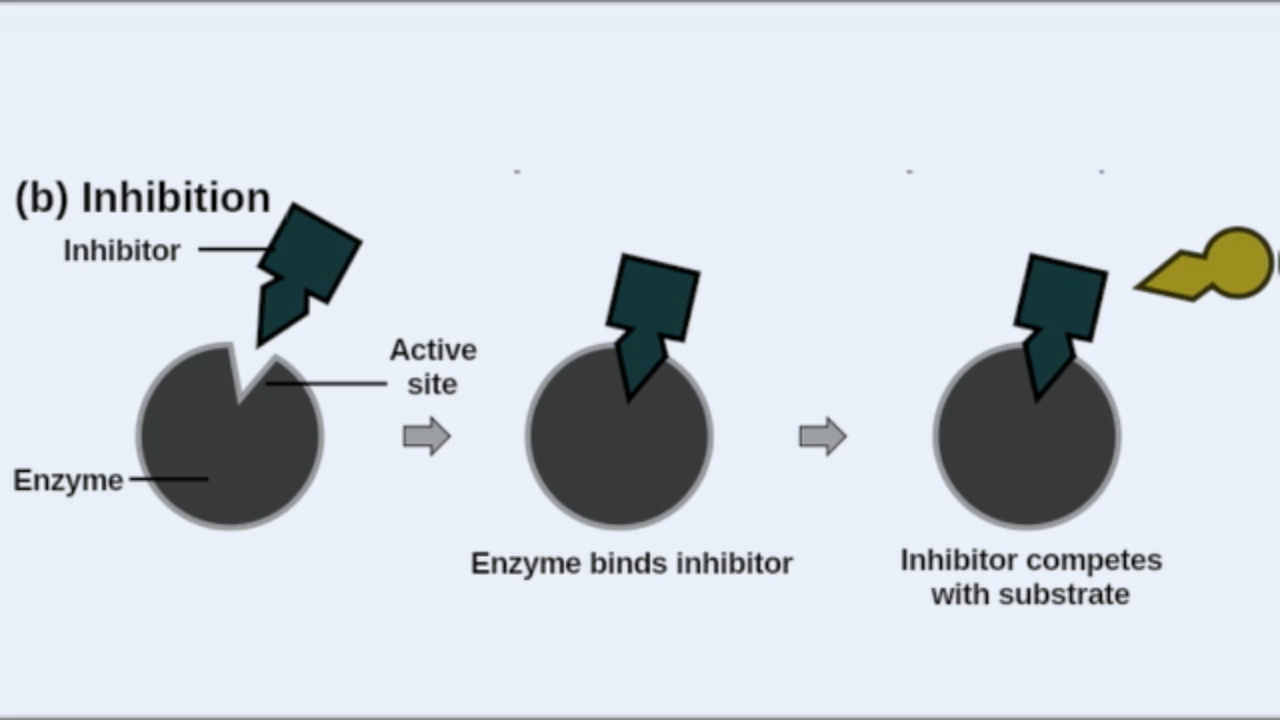 (b) Inhibition
Inhibitor
Active
site
Enzyme
Enzyme binds inhibitor
Inhibitor competes
with substrate